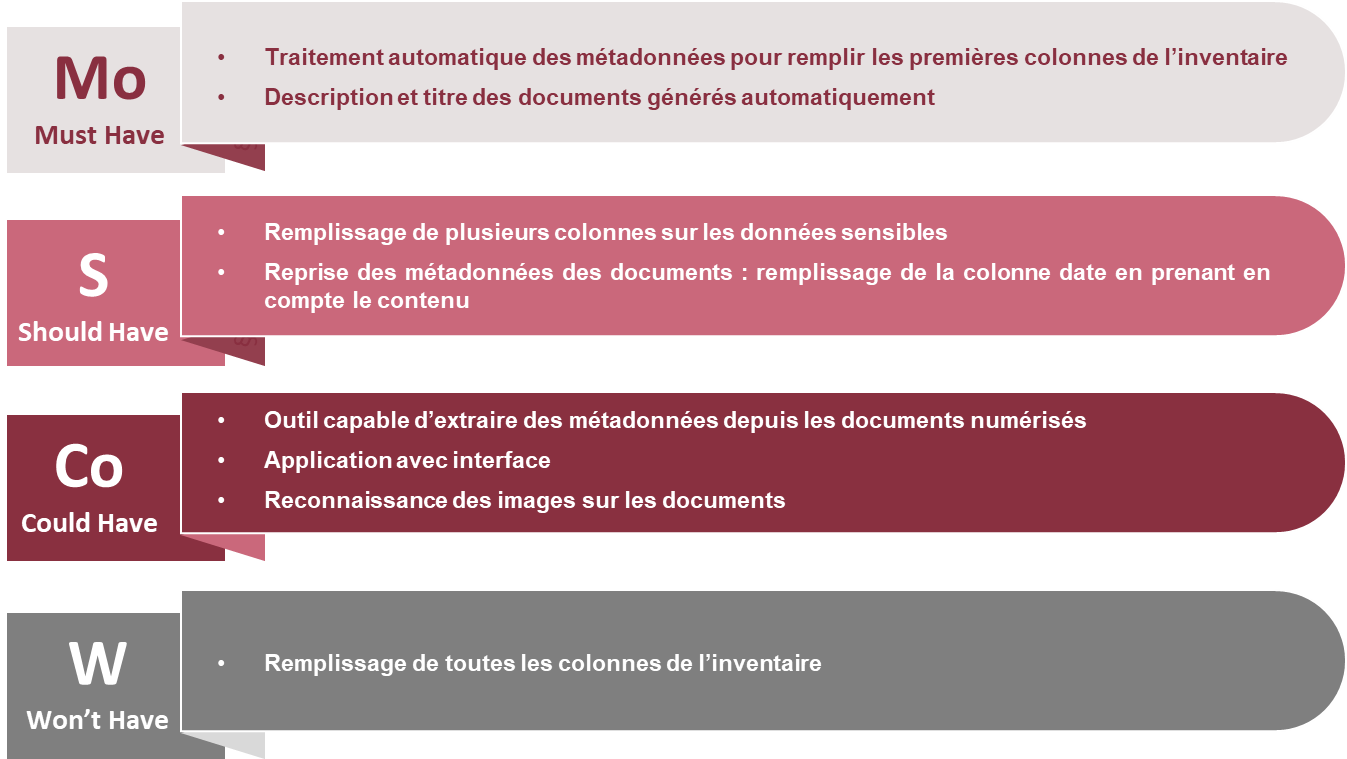 Mo
Must Have
• Traitement automatique des métadonnées pour remplir les premières colonnes de l’inventaire
• Description et titre des documents générés automatiquement
S
Should Have
• Remplissage de plusieurs colonnes sur les données sensibles
• Reprise des métadonnées des documents : remplissage de la colonne date en prenant en
compte le contenu
Co
Could Have
• Outil capable d’extraire des métadonnées depuis les documents numérisés
• Application avec interface
• Reconnaissance des images sur les documents
W
Won’t Have
• Remplissage de toutes les colonnes de l’inventaire